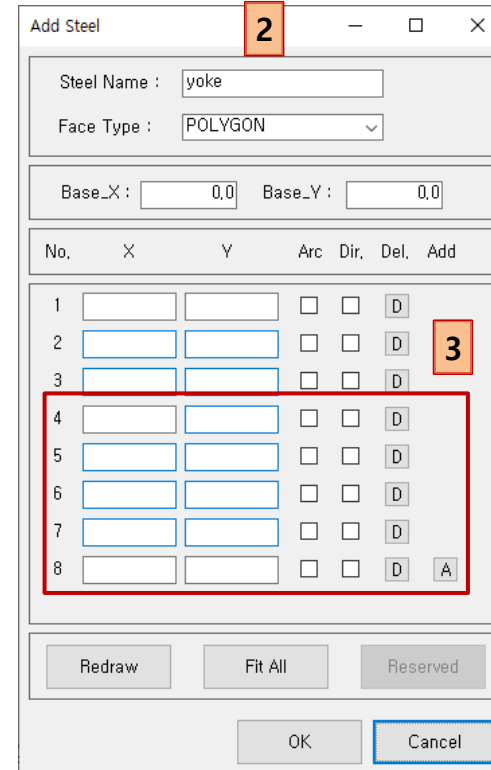 Add Steel
2
Steel Name : yoke
Face Type : POLYGON
Base_X : 0.0 Base_Y : 0.0
No. X Y Arc Dir. Del. Add
1 D
2 D
3 D
3
4 D
5 D
6 D
7 D
8 D A
Redraw Fit All Reserved
OK Cancel